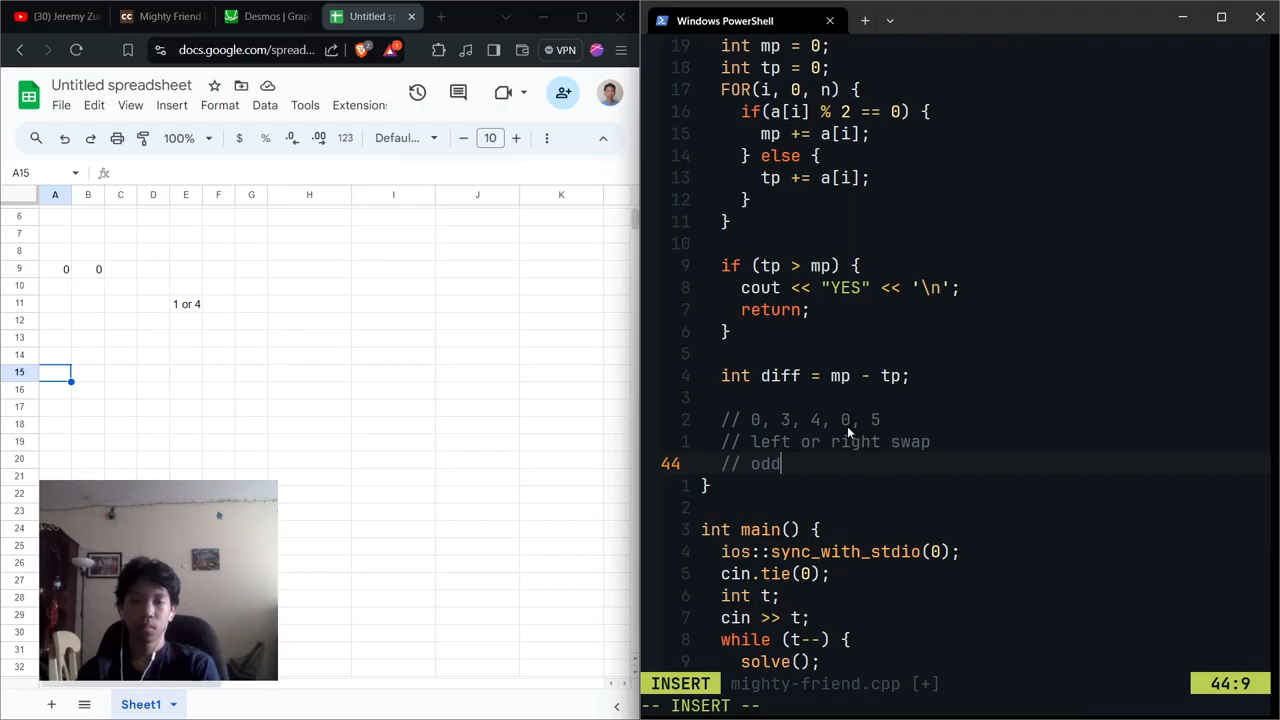 (30) Jeremy Zu
Mighty Friend
Desmos | Grap
Untitled sp
docs.google.com/spread...
2
1
VPN
Untitled spreadsheet
File Edit View Insert Format Data Tools Extension
100% $ % .0 .00 123 Defaul... 10
A15 fx
A B C D E F G H I J K
6
7
8
9 0 0
10
11 1 or 4
12
13
14
15
16
17
18
19
20
21
22
23
24
25
26
27
28
29
30
31
32
Sheet1
Windows PowerShell
19 int mp = 0;
18 int tp = 0;
17 FOR(i, 0, n) {
16 if(a[i] % 2 == 0) {
15 mp += a[i];
14 } else {
13 tp += a[i];
12 }
11 }
10
9 if (tp > mp) {
8 cout << "YES" << '\n';
7 return;
6 }
5
4 int diff = mp - tp;
3
2 // 0, 3, 4, 0, 5
1 // left or right swap
44 // odd
1 }
2
3 int main() {
4 ios::sync_with_stdio(0);
5 cin.tie(0);
6 int t;
7 cin >> t;
8 while (t--) {
9 solve();
INSERT mighty-friend.cpp [+] 44:9
-- INSERT --